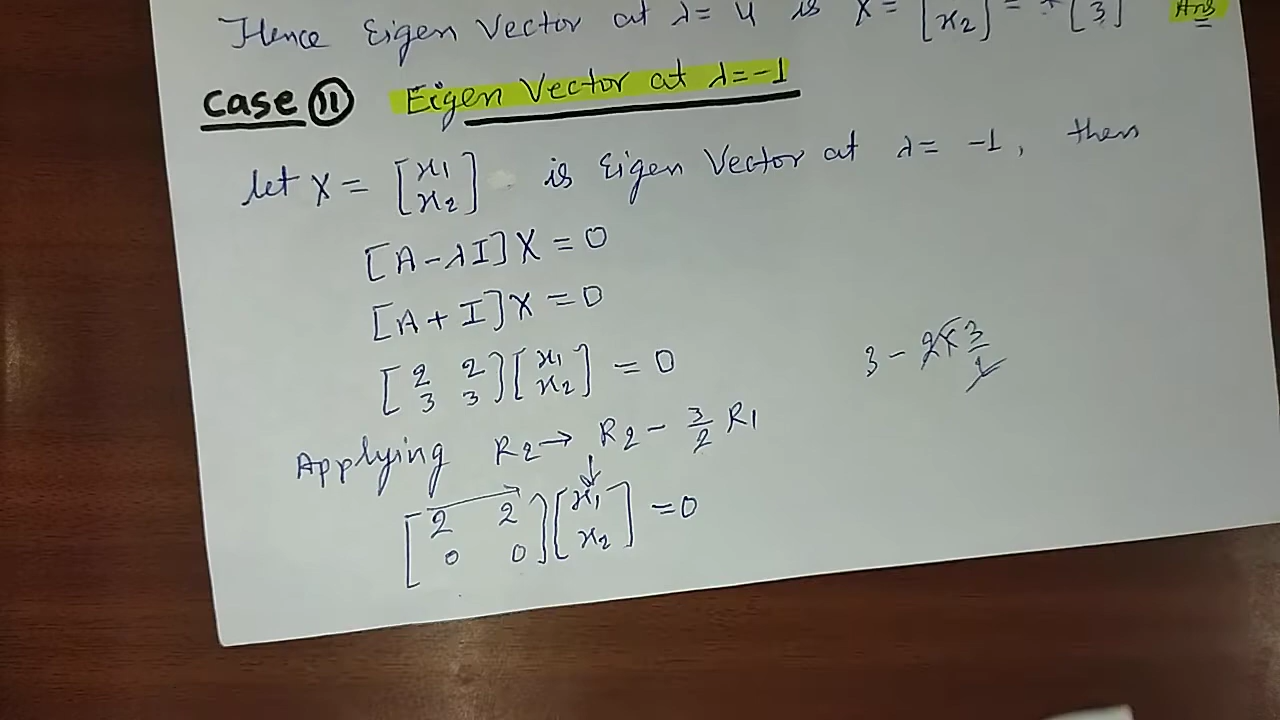 Hence Eigen Vector at λ = 4 is X = [x2] = [3] Ans
Case II Eigen Vector at λ = -1
let X = [x1 x2] is Eigen Vector at λ = -1, then
[A - λI] X = 0
[A + I] X = 0
[2 2 3 3] [x1 x2] = 0
3 - 2 × 3/2
Applying R2 → R2 - 3/2 R1
[2 2 0 0] [x1 x2] = 0